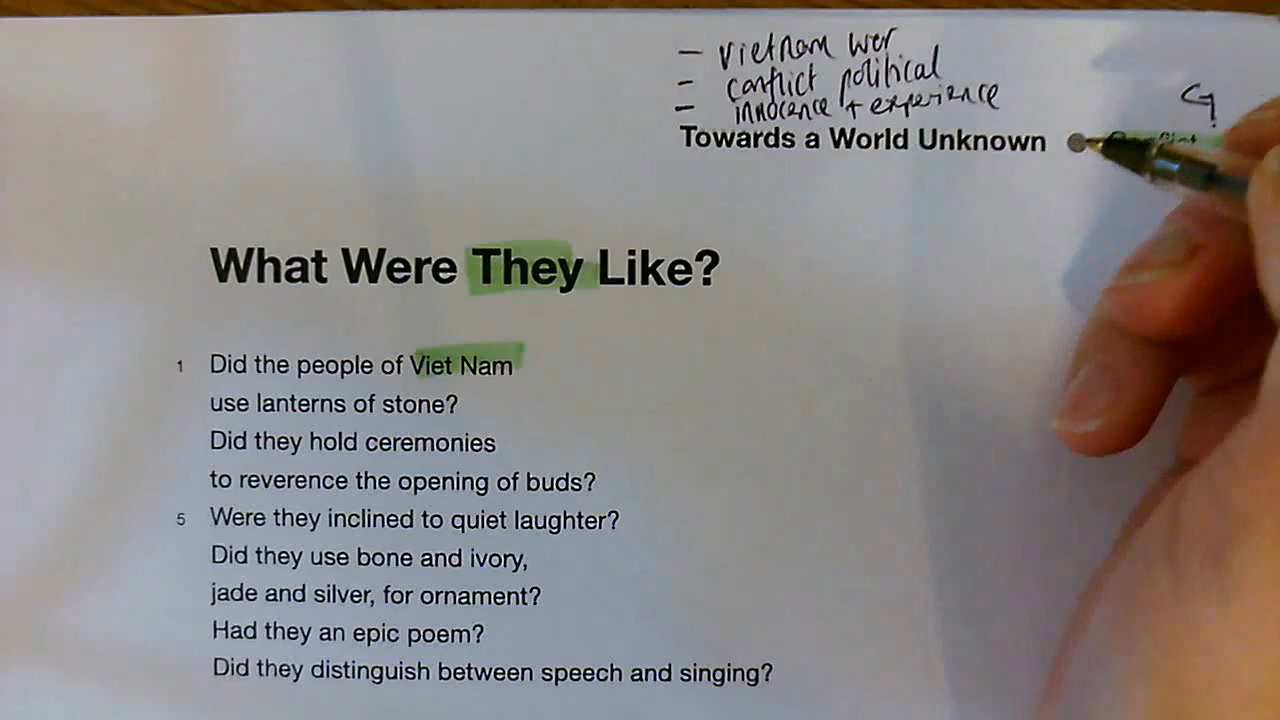 - Vietnam wer
- conflict political
- innocence + experience
Towards a World Unknown
What Were They Like?
1 Did the people of Viet Nam
use lanterns of stone?
Did they hold ceremonies
to reverence the opening of buds?
5 Were they inclined to quiet laughter?
Did they use bone and ivory,
jade and silver, for ornament?
Had they an epic poem?
Did they distinguish between speech and singing?